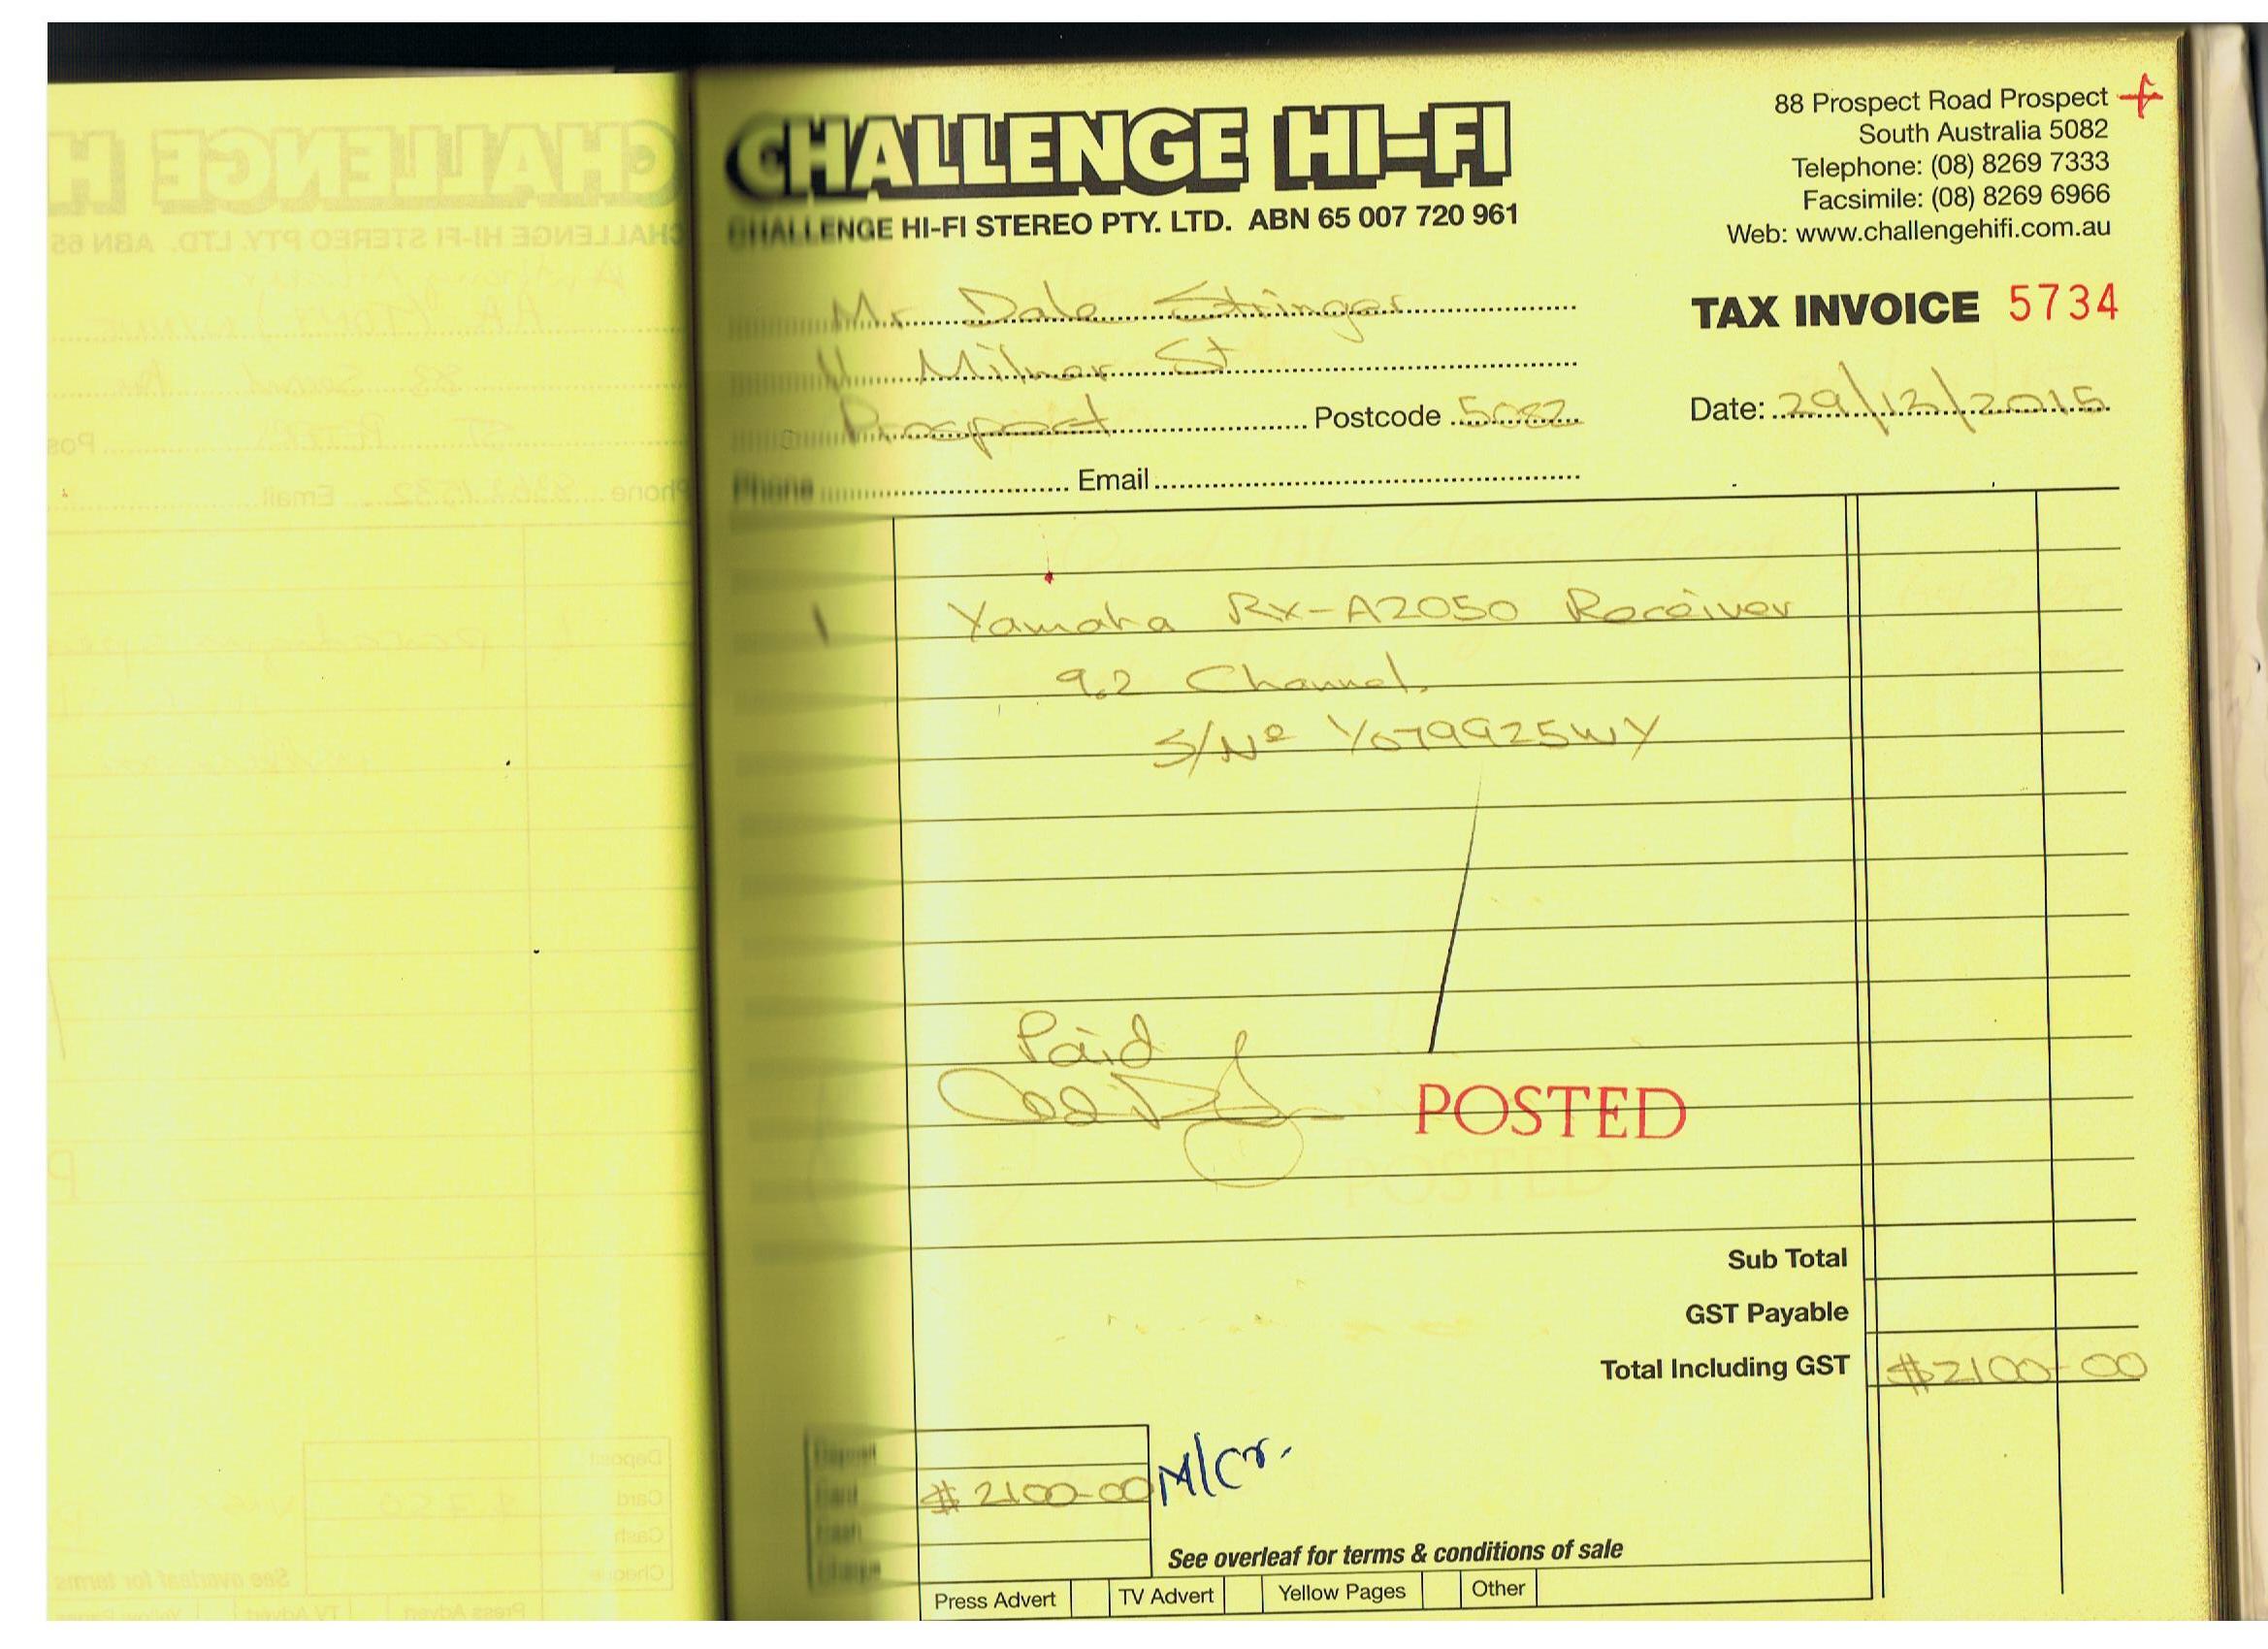 CHALLENGE HI-FI
CHALLENGE HI-FI STEREO PTY. LTD. ABN 65 007 720 961
88 Prospect Road Prospect
South Australia 5082
Telephone: (08) 8269 7333
Facsimile: (08) 8269 6966
Web: www.challengehifi.com.au
TAX INVOICE 5734
Mr Dale Stringer
11 Milner St
Prospect Postcode 5082
Date: 29/12/2015
Phone Email
1 Yamaha RX-A2050 Receiver
9.2 Channel.
S/No Y079925WY
Paid
POSTED
Sub Total
GST Payable
Total Including GST $2100-00
Deposit
Card $2100-00 M/Cr.
Cash
Cheque
See overleaf for terms & conditions of sale
Press Advert TV Advert Yellow Pages Other